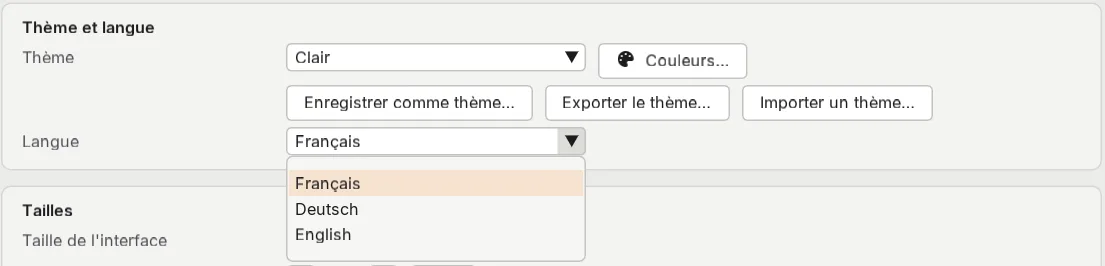 Thème et langue
Thème Clair Couleurs...
Enregistrer comme thème... Exporter le thème... Importer un thème...
Langue Français
Français
Deutsch
English
Tailles
Taille de l'interface